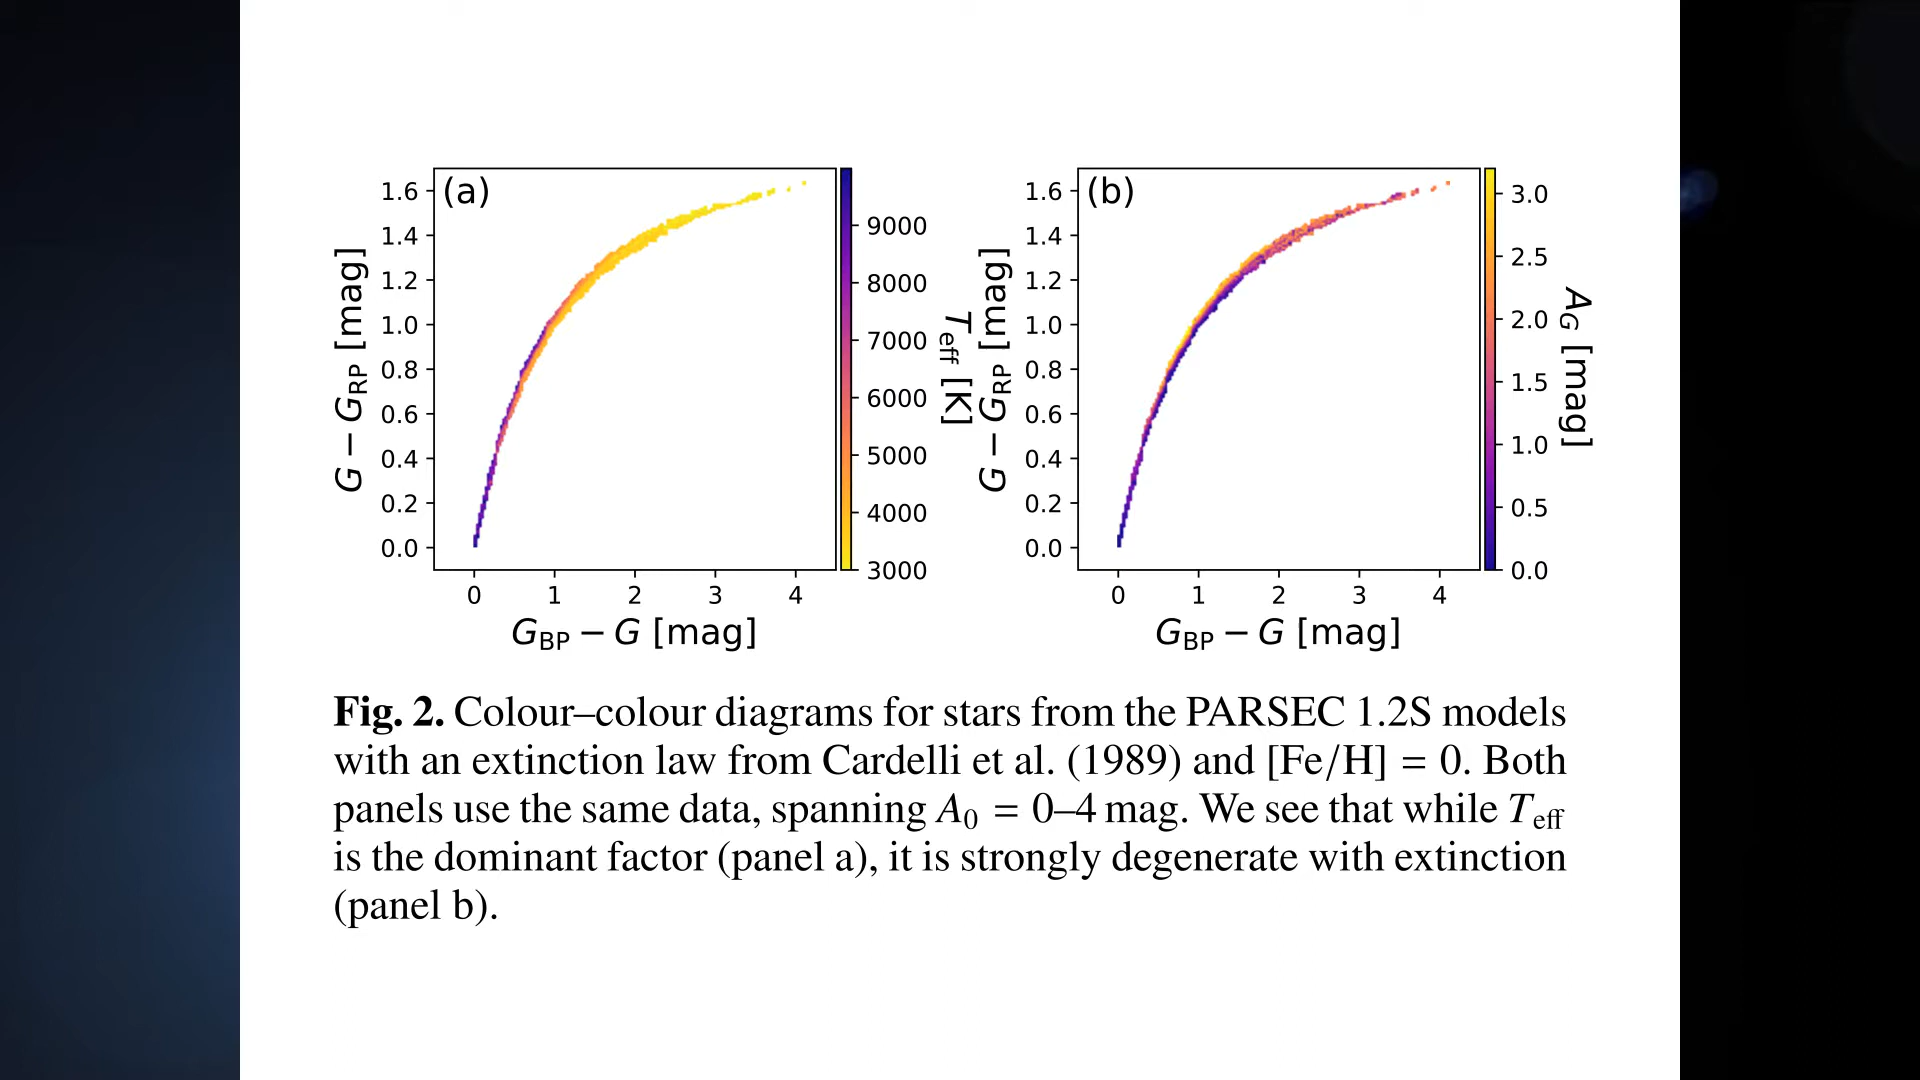 (a)
1.6
1.4
1.2
1.0
0.8
0.6
0.4
0.2
0.0
G − G_RP [mag]
0 1 2 3 4
G_BP − G [mag]
9000
8000
7000
6000
5000
4000
3000
T_eff [K]
(b)
1.6
1.4
1.2
1.0
0.8
0.6
0.4
0.2
0.0
G − G_RP [mag]
0 1 2 3 4
G_BP − G [mag]
3.0
2.5
2.0
1.5
1.0
0.5
0.0
A_G [mag]
Fig. 2. Colour–colour diagrams for stars from the PARSEC 1.2S models
with an extinction law from Cardelli et al. (1989) and [Fe/H] = 0. Both
panels use the same data, spanning A_0 = 0–4 mag. We see that while T_eff
is the dominant factor (panel a), it is strongly degenerate with extinction
(panel b).